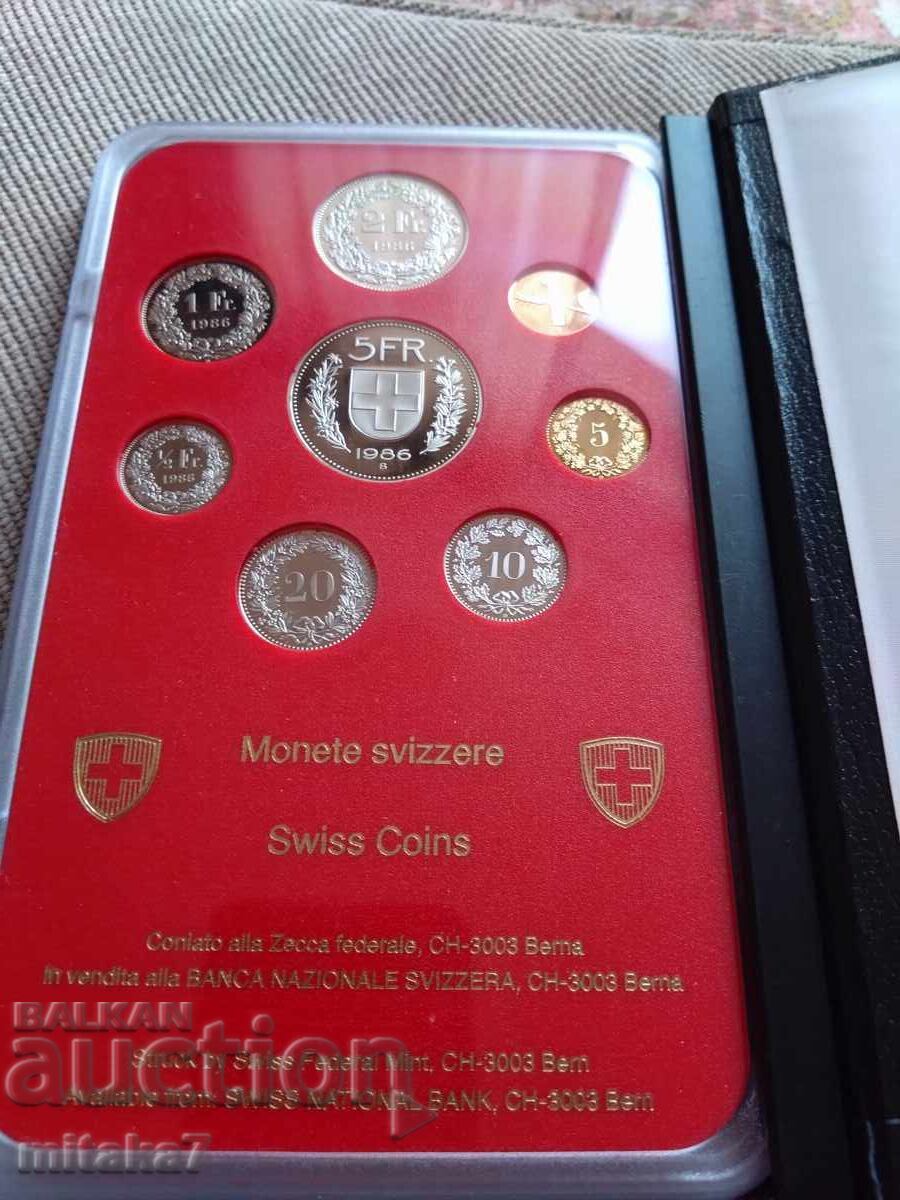 2 Fr.
1986
1 Fr.
1986
5 FR.
1986
B
5
½ Fr.
1986
20
10
Monete svizzere
Swiss Coins
Coniato alla Zecca federale, CH-3003 Berna
In vendita alla BANCA NAZIONALE SVIZZERA, CH-3003 Berna
Struck by Swiss Federal Mint, CH-3003 Bern
Available from: SWISS NATIONAL BANK, CH-3003 Bern
BALKAN
auction
mitaka7